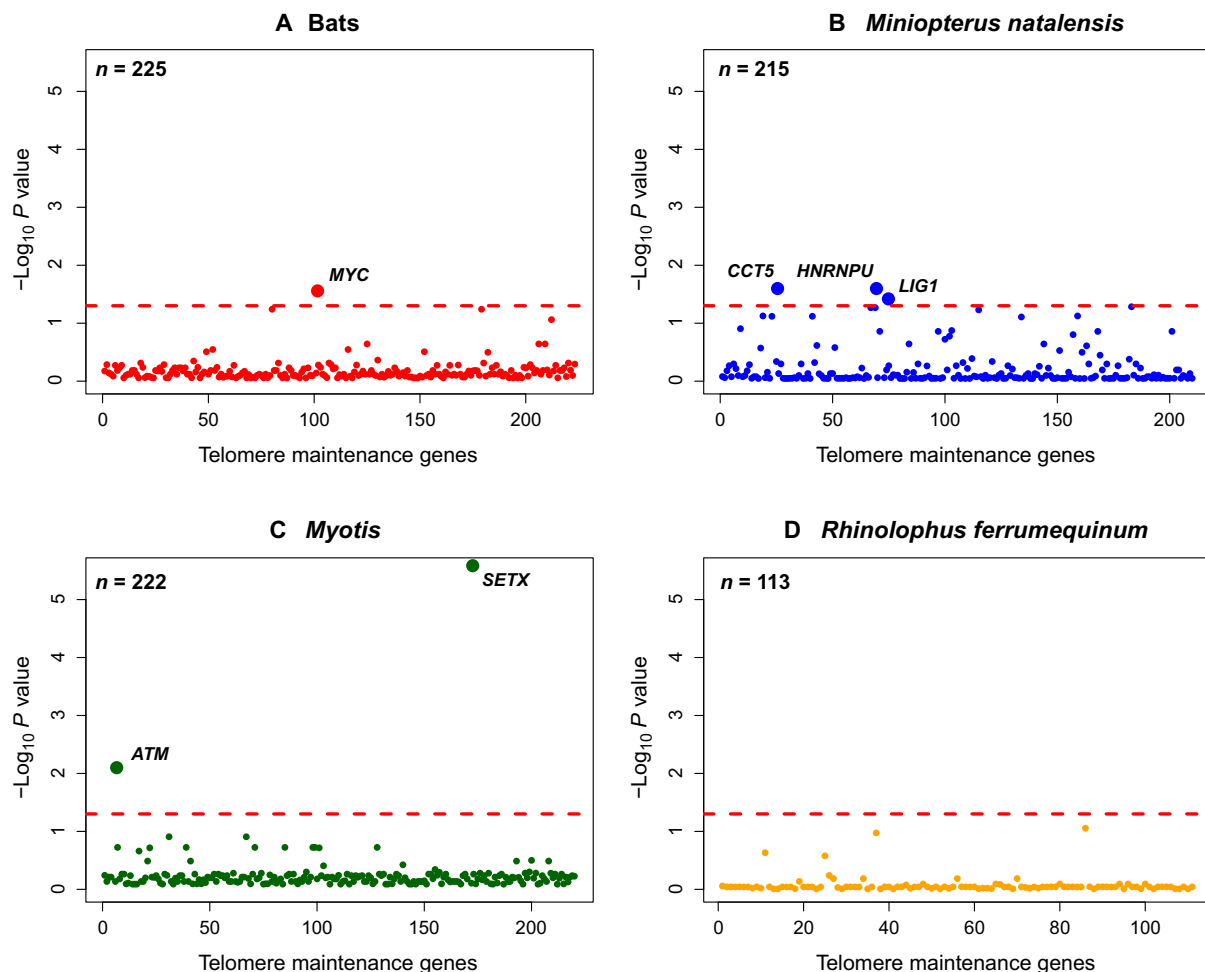 A Bats
n = 225
MYC
5
4
3
2
1
0
−Log10 P value
0 50 100 150 200
Telomere maintenance genes
B Miniopterus natalensis
n = 215
CCT5 HNRNPU LIG1
5
4
3
2
1
0
−Log10 P value
0 50 100 150 200
Telomere maintenance genes
C Myotis
n = 222
SETX
ATM
5
4
3
2
1
0
−Log10 P value
0 50 100 150 200
Telomere maintenance genes
D Rhinolophus ferrumequinum
n = 113
5
4
3
2
1
0
−Log10 P value
0 20 40 60 80 100
Telomere maintenance genes